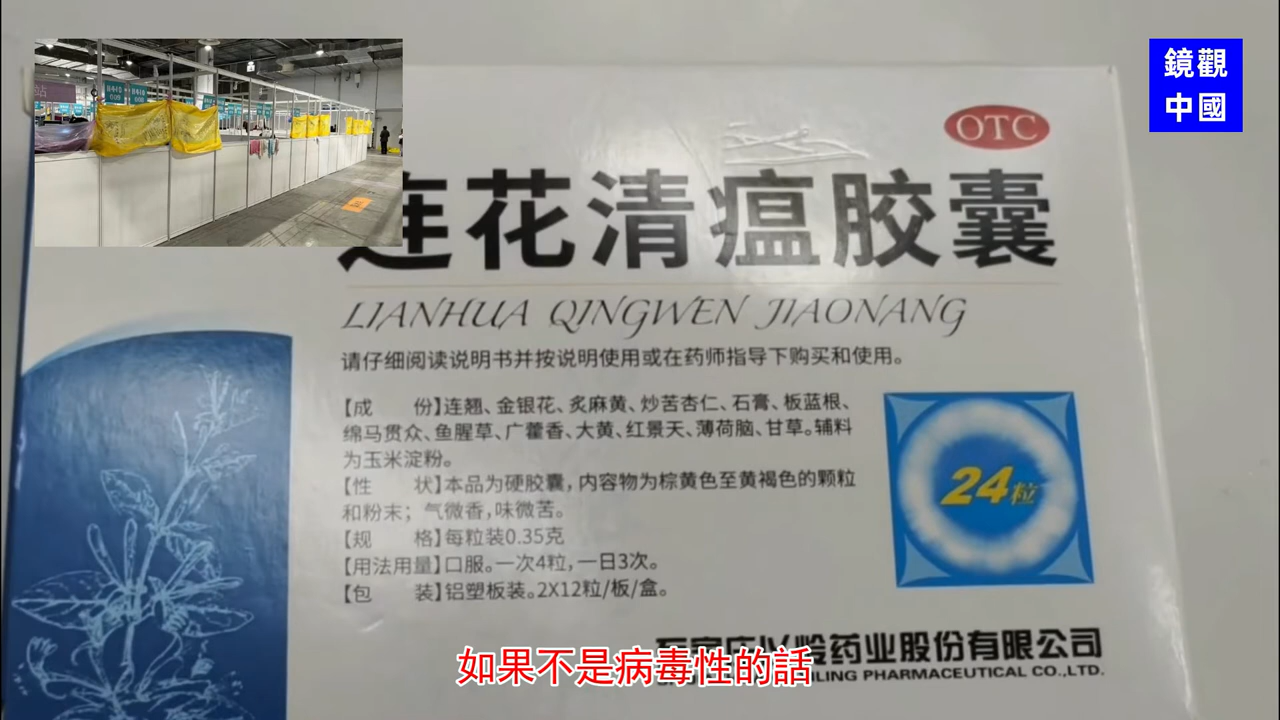 鏡觀
中國
OTC
连花清瘟胶囊
LIANHUA QINGWEN JIAONANG
请仔细阅读说明书并按说明使用或在药师指导下购买和使用。
【成 份】连翘、金银花、炙麻黄、炒苦杏仁、石膏、板蓝根、
绵马贯众、鱼腥草、广藿香、大黄、红景天、薄荷脑、甘草。辅料
为玉米淀粉。
【性 状】本品为硬胶囊，内容物为棕黄色至黄褐色的颗粒
和粉末；气微香，味微苦。
【规 格】每粒装0.35克
【用法用量】口服。一次4粒，一日3次。
【包 装】铝塑板装。2X12粒/板/盒。
24粒
药业股份有限公司
PHARMACEUTICAL CO.,LTD.
如果不是病毒性的話